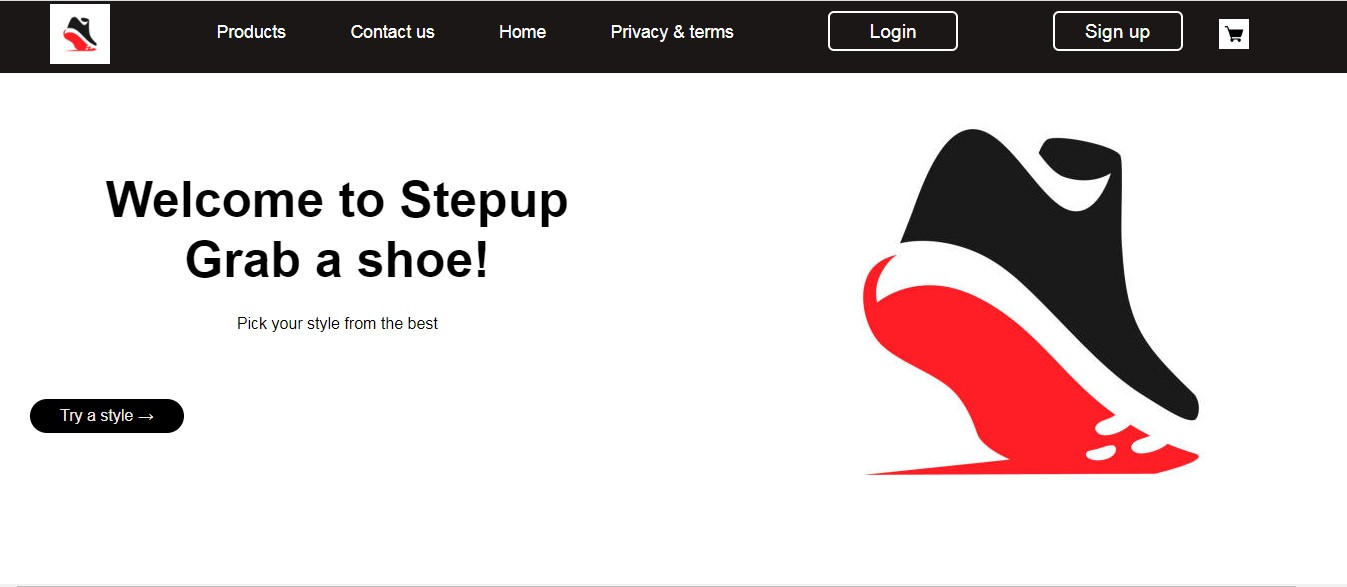 Products Contact us Home Privacy & terms Login Sign up
Welcome to Stepup
Grab a shoe!
Pick your style from the best
Try a style →